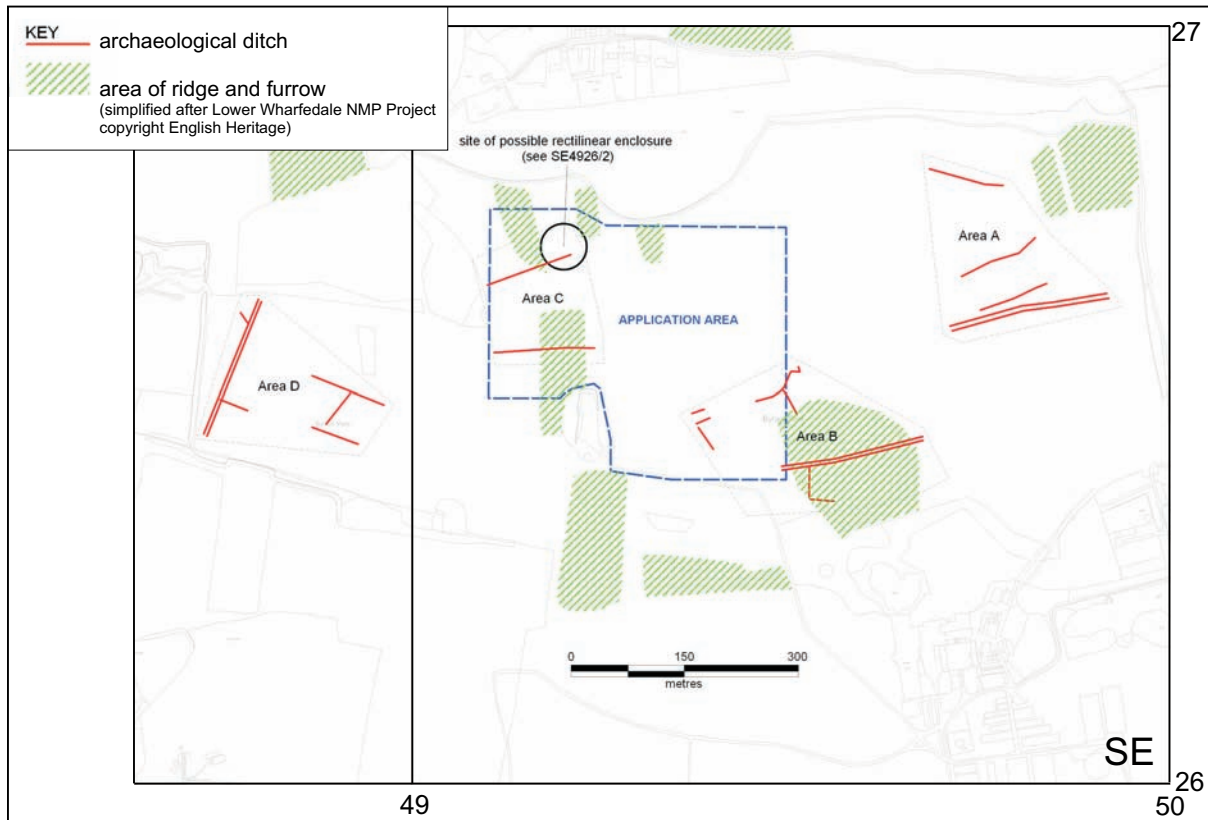 KEY
archaeological ditch
area of ridge and furrow
(simplified after Lower Wharfedale NMP Project
copyright English Heritage)
27
site of possible rectilinear enclosure
(see SE4926/2)
Area A
Area C
APPLICATION AREA
Area D
Area B
0 150 300
metres
SE
26
49
50